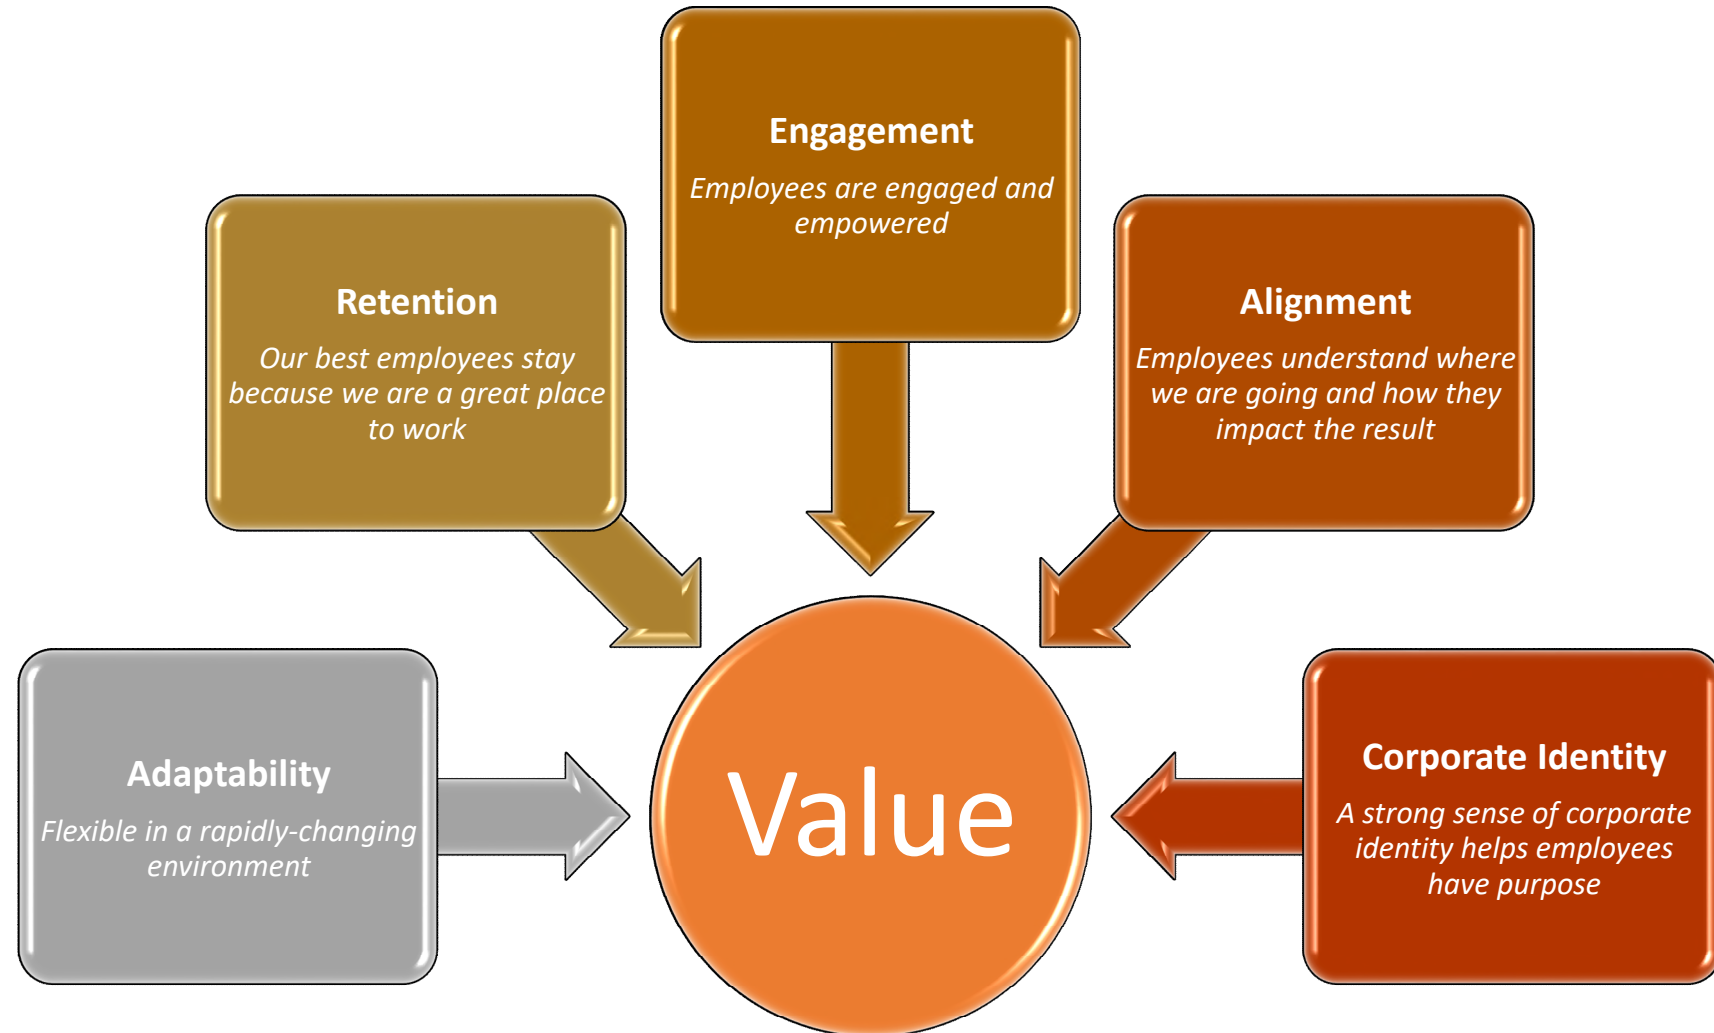 Engagement
Employees are engaged and
empowered
Retention
Our best employees stay
because we are a great place
to work
Alignment
Employees understand where
we are going and how they
impact the result
Adaptability
Flexible in a rapidly-changing
environment
Value
Corporate Identity
A strong sense of corporate
identity helps employees
have purpose